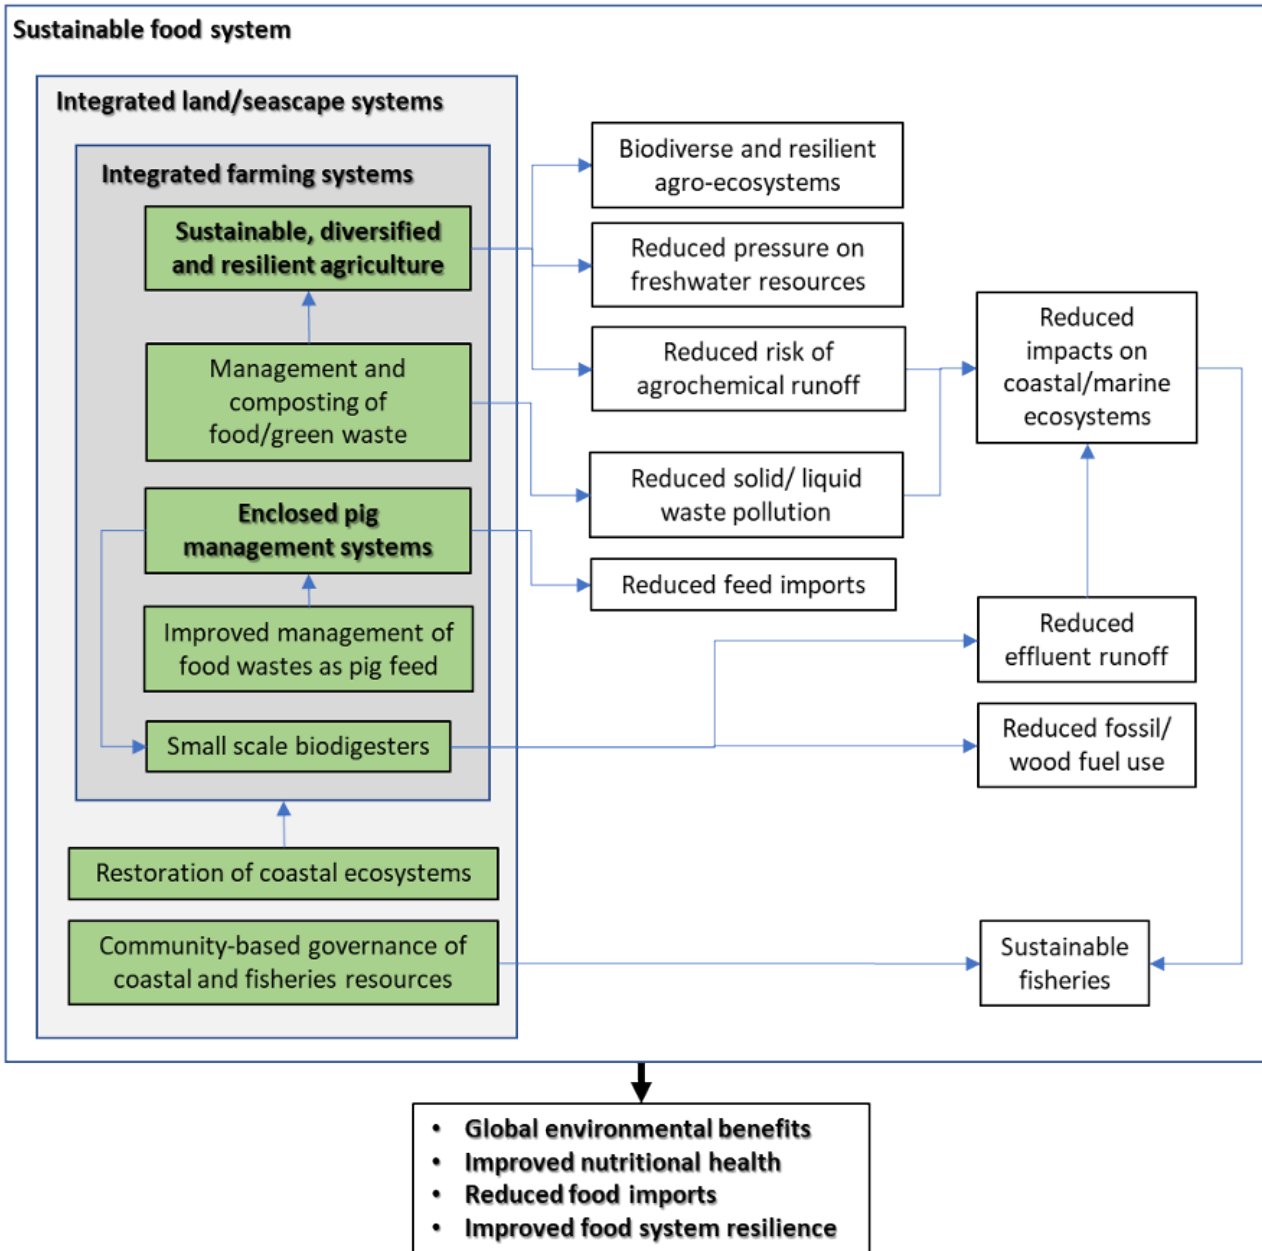 Sustainable food system
Integrated land/seascape systems
Integrated farming systems
Sustainable, diversified
and resilient agriculture
Management and
composting of
food/green waste
Enclosed pig
management systems
Improved management of
food wastes as pig feed
Small scale biodigesters
Restoration of coastal ecosystems
Community-based governance of
coastal and fisheries resources
Biodiverse and resilient
agro-ecosystems
Reduced pressure on
freshwater resources
Reduced risk of
agrochemical runoff
Reduced solid/ liquid
waste pollution
Reduced feed imports
Reduced
impacts on
coastal/marine
ecosystems
Reduced
effluent runoff
Reduced fossil/
wood fuel use
Sustainable
fisheries
• Global environmental benefits
• Improved nutritional health
• Reduced food imports
• Improved food system resilience